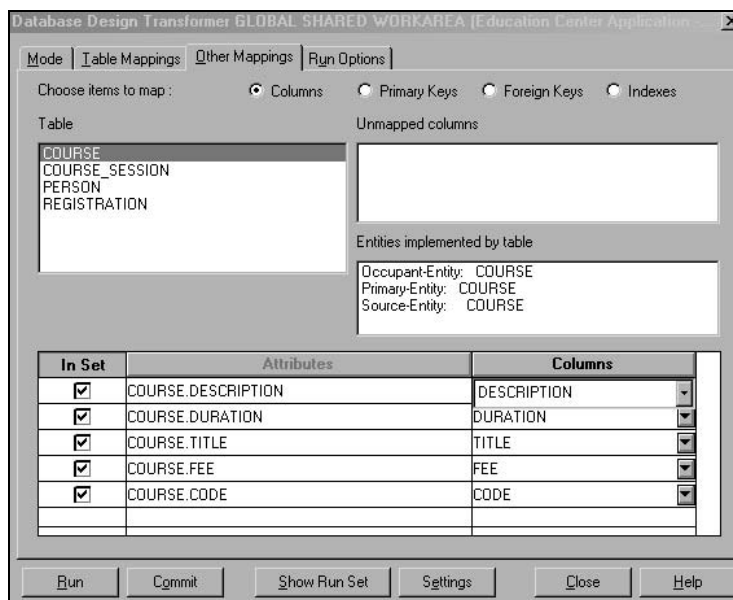 Database Design Transformer GLOBAL SHARED WORKAREA (Education Center Application - ...
Mode Table Mappings Other Mappings Run Options
Choose items to map : Columns Primary Keys Foreign Keys Indexes
Table Unmapped columns
COURSE
COURSE_SESSION
PERSON
REGISTRATION
Entities implemented by table
Occupant-Entity: COURSE
Primary-Entity: COURSE
Source-Entity: COURSE
In Set Attributes Columns
COURSE.DESCRIPTION DESCRIPTION
COURSE.DURATION DURATION
COURSE.TITLE TITLE
COURSE.FEE FEE
COURSE.CODE CODE
Run Commit Show Run Set Settings Close Help